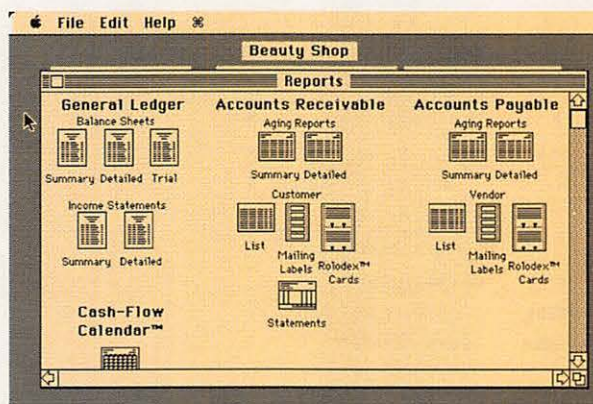 File Edit Help ⌘
Beauty Shop
Reports
General Ledger
Balance Sheets
Summary Detailed Trial
Income Statements
Summary Detailed
Cash-Flow
Calendar™
Accounts Receivable
Aging Reports
Summary Detailed
Customer
List
Mailing
Labels
Rolodex™
Cards
Statements
Accounts Payable
Aging Reports
Summary Detailed
Vendor
List
Mailing
Labels
Rolodex™
Cards